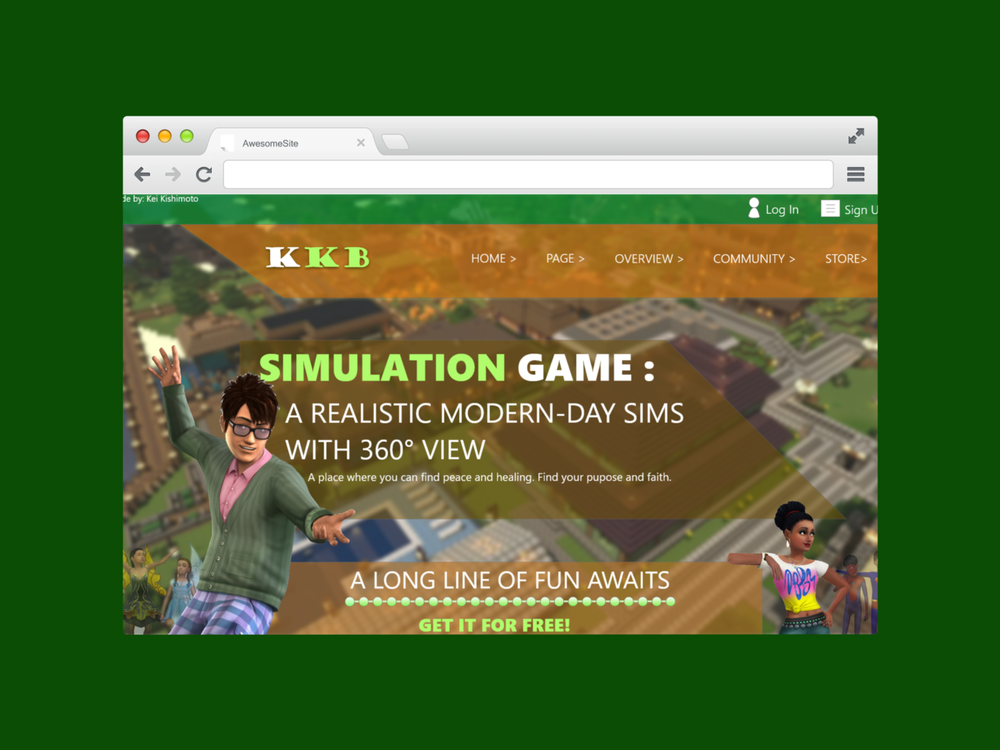 AwesomeSite
de by: Kei Kishimoto
Log In
Sign U
KKB
HOME >
PAGE >
OVERVIEW >
COMMUNITY >
STORE>
SIMULATION GAME :
A REALISTIC MODERN-DAY SIMS
WITH 360° VIEW
A place where you can find peace and healing. Find your pupose and faith.
A LONG LINE OF FUN AWAITS
GET IT FOR FREE!